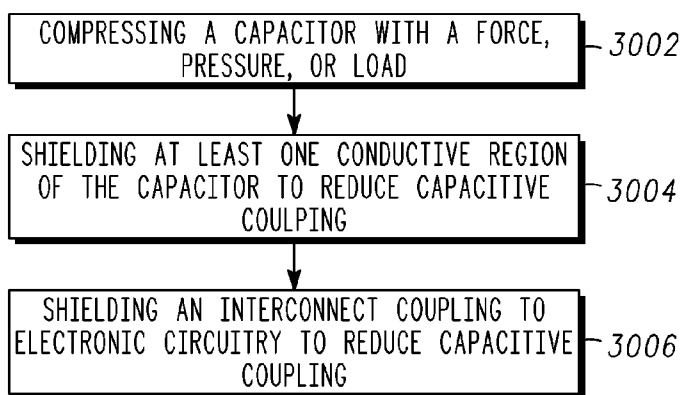 COMPRESSING A CAPACITOR WITH A FORCE,
PRESSURE, OR LOAD
3002
SHIELDING AT LEAST ONE CONDUCTIVE REGION
OF THE CAPACITOR TO REDUCE CAPACITIVE
COULPING
3004
SHIELDING AN INTERCONNECT COUPLING TO
ELECTRONIC CIRCUITRY TO REDUCE CAPACITIVE
COUPLING
3006